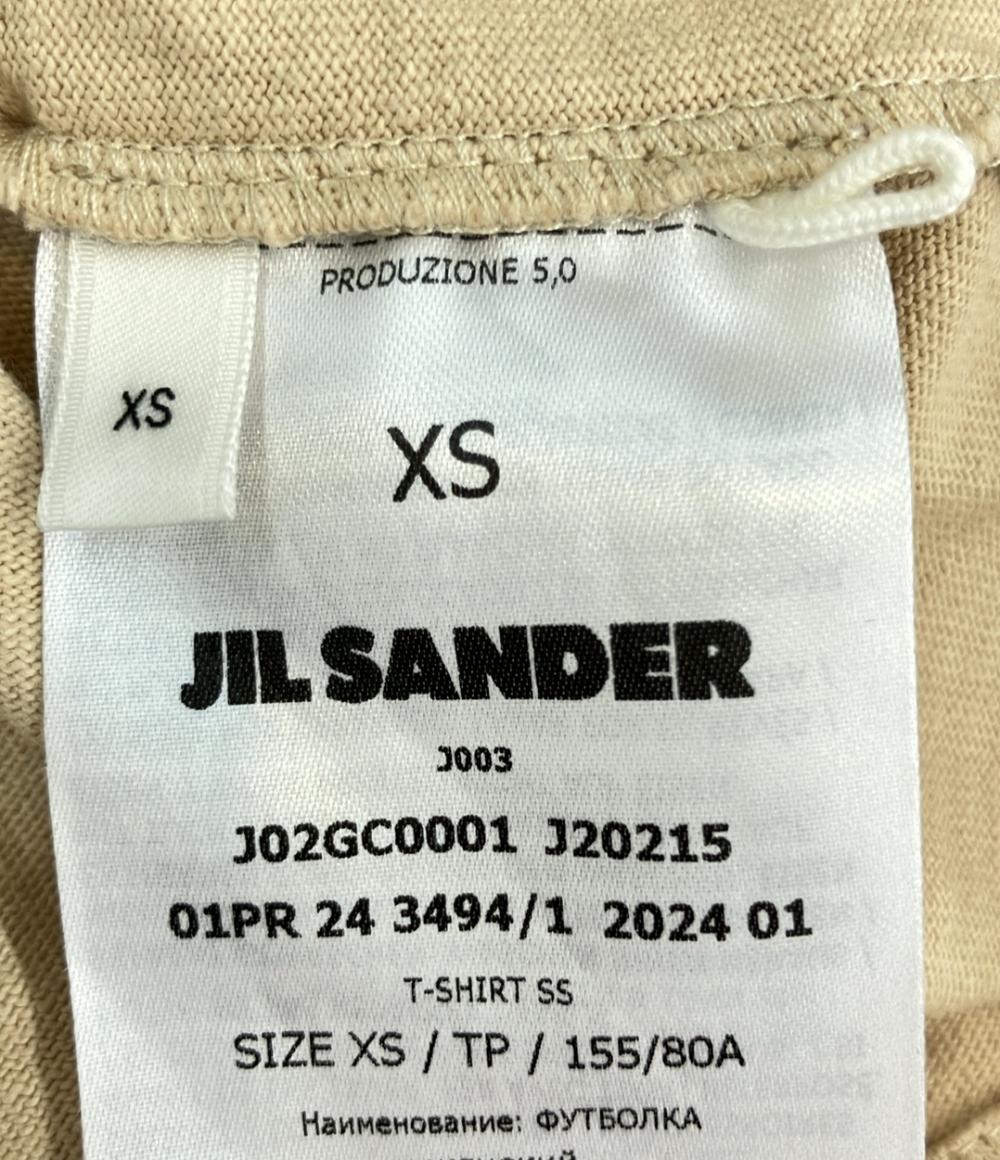 PRODUZIONE 5,0
XS
XS
JIL SANDER
J003
J02GC0001 J20215
01PR 24 3494/1 2024 01
T-SHIRT SS
SIZE XS / TP / 155/80A
Наименование: ФУТБОЛКА